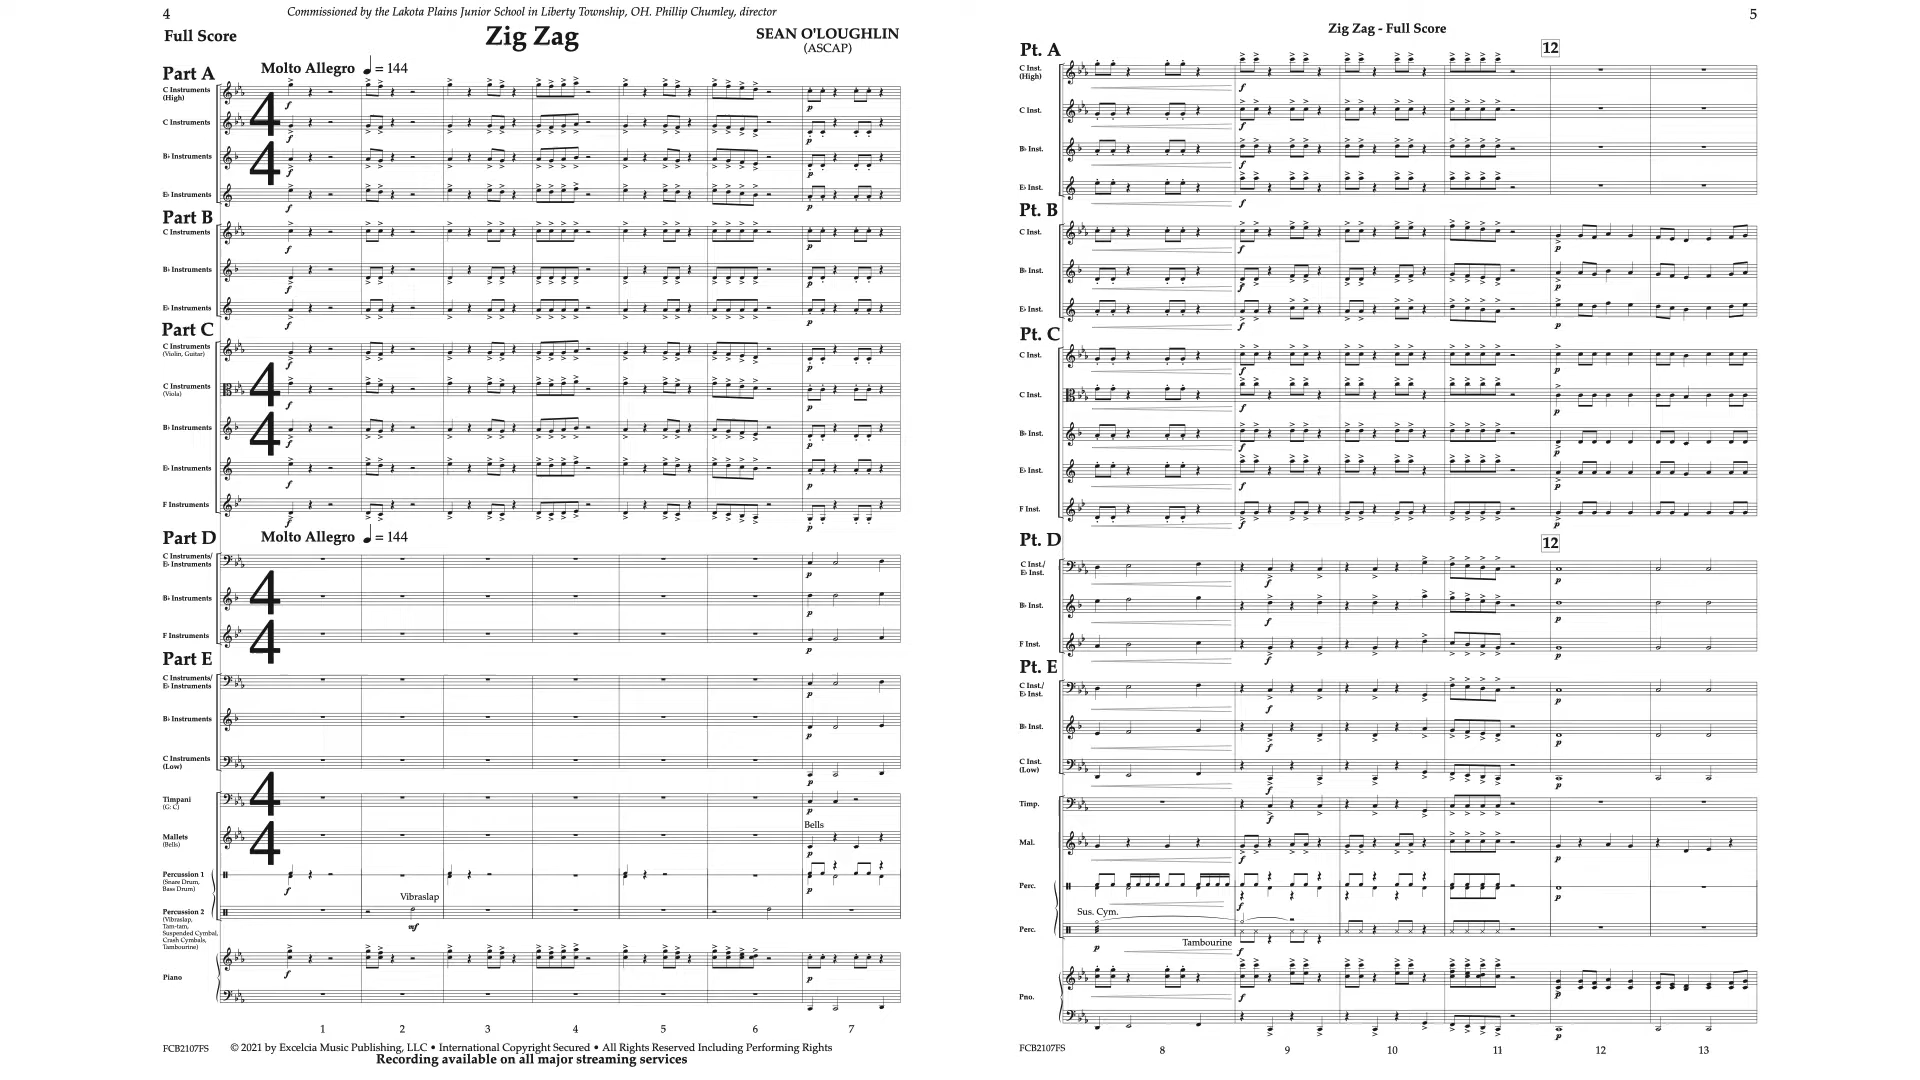 4
Commissioned by the Lakota Plains Junior School in Liberty Township, OH. Phillip Chumley, director
Full Score
Zig Zag
SEAN O'LOUGHLIN
(ASCAP)
Molto Allegro ♩ = 144
Part A
C Instruments
(High)
f
p
C Instruments
f
p
B♭ Instruments
f
p
E♭ Instruments
f
p
Part B
C Instruments
f
p
B♭ Instruments
f
p
E♭ Instruments
f
p
Part C
C Instruments
(Violin, Guitar)
f
p
C Instruments
(Viola)
f
p
B♭ Instruments
f
p
E♭ Instruments
f
p
F Instruments
f
p
Molto Allegro ♩ = 144
Part D
C Instruments/
E♭ Instruments
p
B♭ Instruments
p
F Instruments
p
Part E
C Instruments/
E♭ Instruments
p
B♭ Instruments
p
C Instruments
(Low)
p
Timpani
(G: C)
p
Bells
Mallets
(Bells)
p
Percussion 1
(Snare Drum,
Bass Drum)
f
p
Vibraslap
Percussion 2
(Vibraslap,
Tam-tam,
Suspended Cymbal,
Crash Cymbals,
Tambourine)
mf
Piano
f
p
1 2 3 4 5 6 7
FCB2107FS
© 2021 by Excelcia Music Publishing, LLC • International Copyright Secured • All Rights Reserved Including Performing Rights
Recording available on all major streaming services
Zig Zag - Full Score
5
12
Pt. A
C Inst.
(High)
f
C Inst.
f
B♭ Inst.
f
E♭ Inst.
f
Pt. B
C Inst.
f
p
B♭ Inst.
f
p
E♭ Inst.
f
p
Pt. C
C Inst.
f
p
C Inst.
f
p
B♭ Inst.
f
p
E♭ Inst.
f
p
F Inst.
f
p
12
Pt. D
C Inst./
E♭ Inst.
f
p
B♭ Inst.
f
p
F Inst.
f
p
Pt. E
C Inst./
E♭ Inst.
f
p
B♭ Inst.
f
p
C Inst.
(Low)
f
p
Timp.
f
Mal.
f
p
Perc.
f
p
Sus. Cym.
Perc.
p
Tambourine
f
Pno.
f
p
FCB2107FS
8 9 10 11 12 13